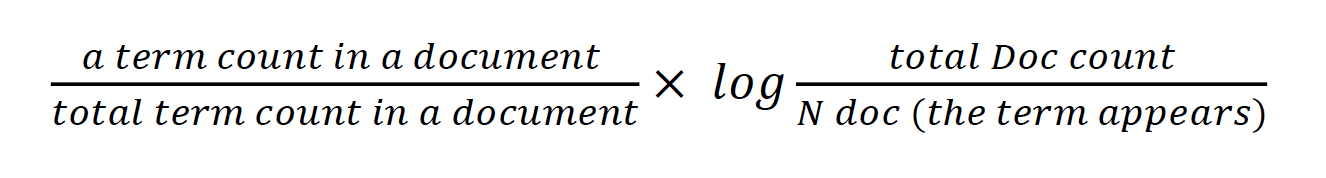 a term count in a document
total term count in a document
× log
total Doc count
N doc (the term appears)